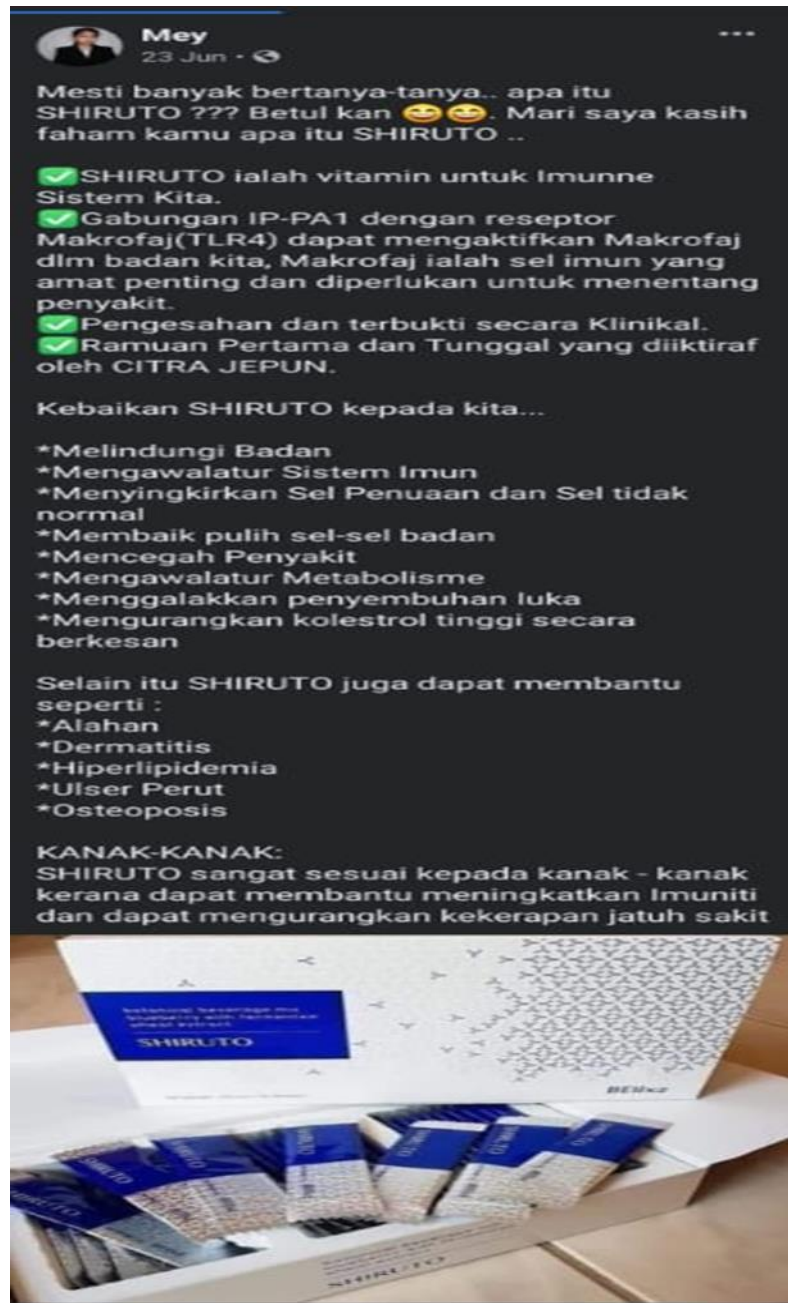 Mey
23 Jun
Mesti banyak bertanya-tanya.. apa itu
SHIRUTO ??? Betul kan 😆😆. Mari saya kasih
faham kamu apa itu SHIRUTO ..
✅SHIRUTO ialah vitamin untuk Imunne
Sistem Kita.
✅Gabungan IP-PA1 dengan reseptor
Makrofaj(TLR4) dapat mengaktifkan Makrofaj
dlm badan kita, Makrofaj ialah sel imun yang
amat penting dan diperlukan untuk menentang
penyakit.
✅Pengesahan dan terbukti secara Klinikal.
✅Ramuan Pertama dan Tunggal yang diiktiraf
oleh CITRA JEPUN.
Kebaikan SHIRUTO kepada kita...
*Melindungi Badan
*Mengawalatur Sistem Imun
*Menyingkirkan Sel Penuaan dan Sel tidak
normal
*Membaik pulih sel-sel badan
*Mencegah Penyakit
*Mengawalatur Metabolisme
*Menggalakkan penyembuhan luka
*Mengurangkan kolestrol tinggi secara
berkesan
Selain itu SHIRUTO juga dapat membantu
seperti :
*Alahan
*Dermatitis
*Hiperlipidemia
*Ulser Perut
*Osteoposis
KANAK-KANAK:
SHIRUTO sangat sesuai kepada kanak - kanak
kerana dapat membantu meningkatkan Imuniti
dan dapat mengurangkan kekerapan jatuh sakit
SHIRUTO
SHIRUTO
SHIRUTO
SHIRUTO